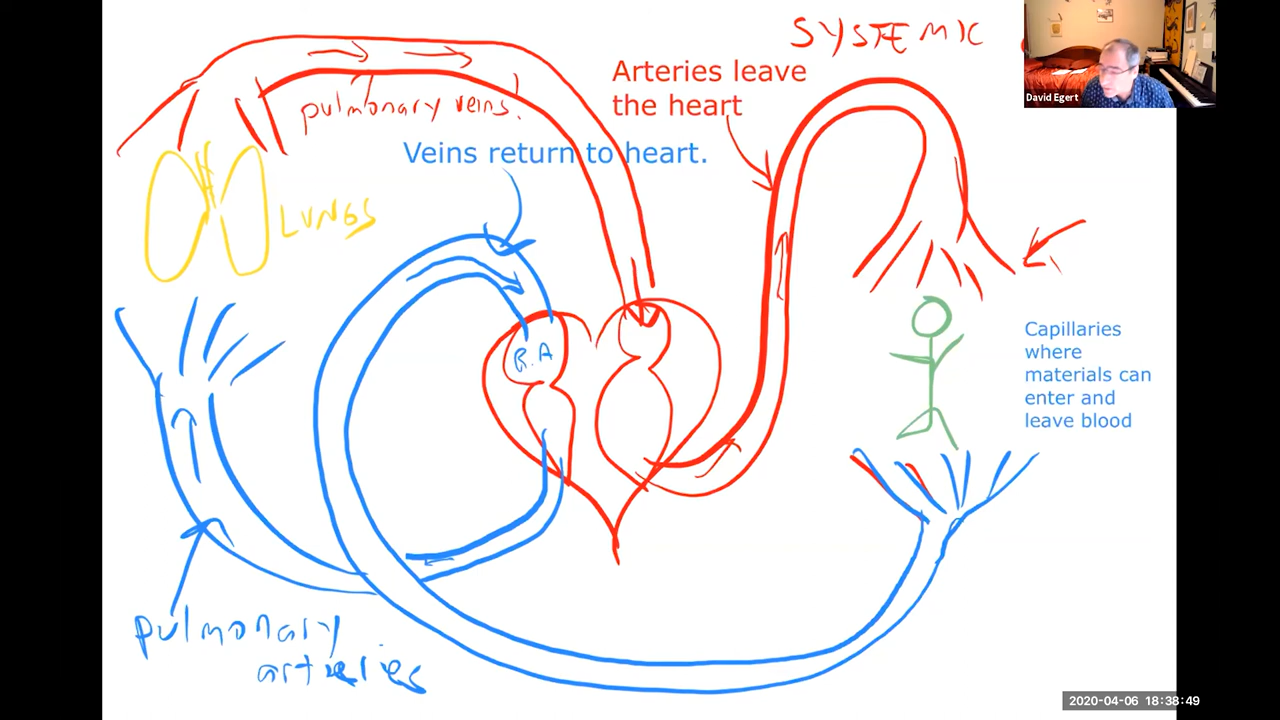 SYSTEMIC
Arteries leave
the heart
David Egert
pulmonary veins.
Veins return to heart.
LUNGS
R.A
Capillaries
where
materials can
enter and
leave blood
pulmonary
arteries
2020-04-06 18:38:49